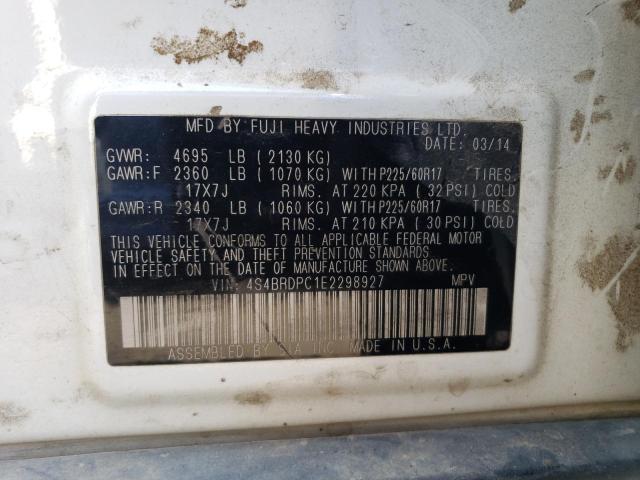 MFD BY FUJI HEAVY INDUSTRIES LTD.
DATE: 03/14
GVWR: 4695 LB (2130 KG)
GAWR:F 2360 LB (1070 KG) WITH P225/60R17 TIRES.
17X7J RIMS. AT 220 KPA (32 PSI) COLD
GAWR:R 2340 LB (1060 KG) WITH P225/60R17 TIRES.
17X7J RIMS. AT 210 KPA (30 PSI) COLD
THIS VEHICLE CONFORMS TO ALL APPLICABLE FEDERAL MOTOR
VEHICLE SAFETY AND THEFT PREVENTION STANDARDS
IN EFFECT ON THE DATE OF MANUFACTURE SHOWN ABOVE.
VIN: 4S4BRDPC1E2298927 MPV
ASSEMBLED BY INC. MADE IN U.S.A.